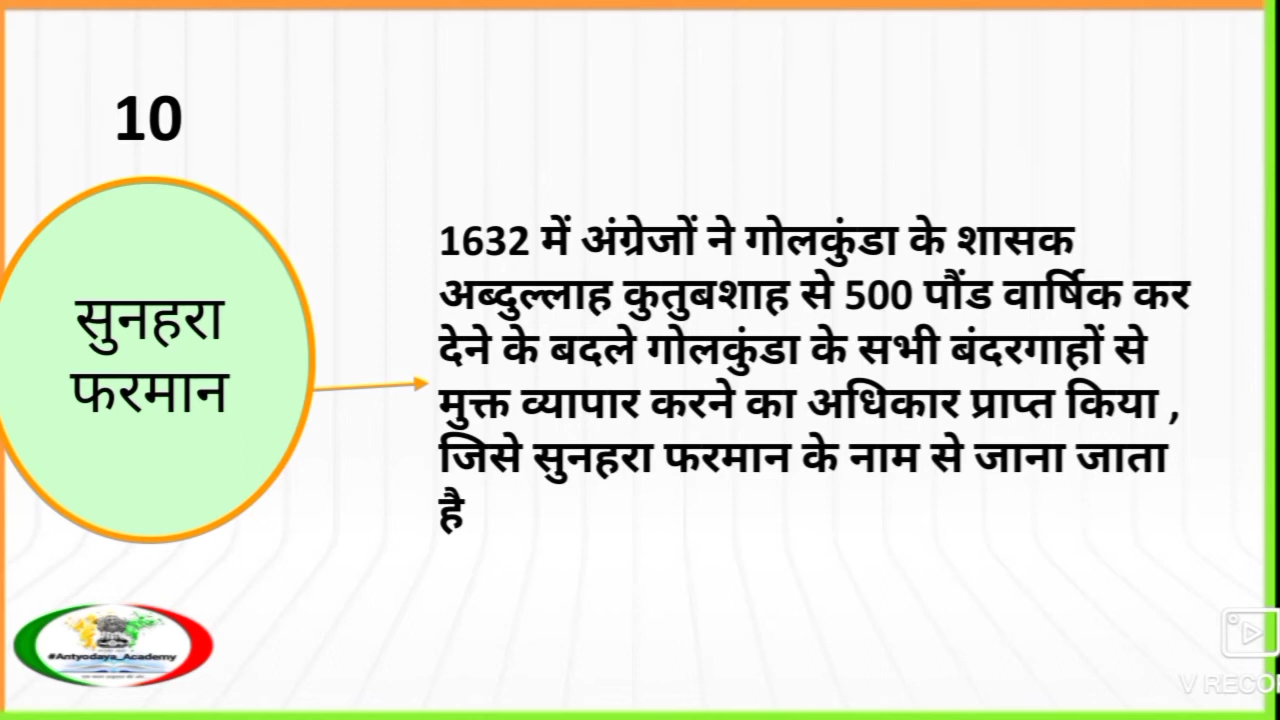 10
सुनहरा
फरमान
1632 में अंग्रेजों ने गोलकुंडा के शासक
अब्दुल्लाह कुतुबशाह से 500 पौंड वार्षिक कर
देने के बदले गोलकुंडा के सभी बंदरगाहों से
मुक्त व्यापार करने का अधिकार प्राप्त किया ,
जिसे सुनहरा फरमान के नाम से जाना जाता
है
#Antyodaya_Academy
V RECOR